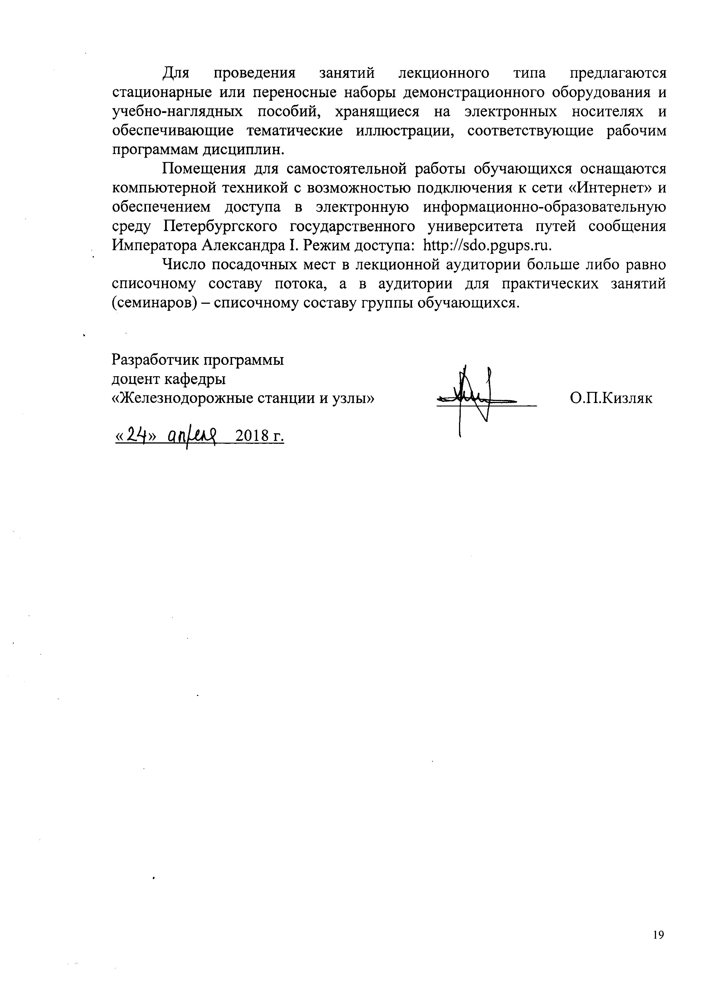 Для проведения занятий лекционного типа предлагаются
стационарные или переносные наборы демонстрационного оборудования и
учебно-наглядных пособий, хранящиеся на электронных носителях и
обеспечивающие тематические иллюстрации, соответствующие рабочим
программам дисциплин.
Помещения для самостоятельной работы обучающихся оснащаются
компьютерной техникой с возможностью подключения к сети «Интернет» и
обеспечением доступа в электронную информационно-образовательную
среду Петербургского государственного университета путей сообщения
Императора Александра I. Режим доступа: http://sdo.pgups.ru.
Число посадочных мест в лекционной аудитории больше либо равно
списочному составу потока, а в аудитории для практических занятий
(семинаров) – списочному составу группы обучающихся.
Разработчик программы
доцент кафедры
«Железнодорожные станции и узлы» О.П.Кизляк
«24» апреля 2018 г.
19